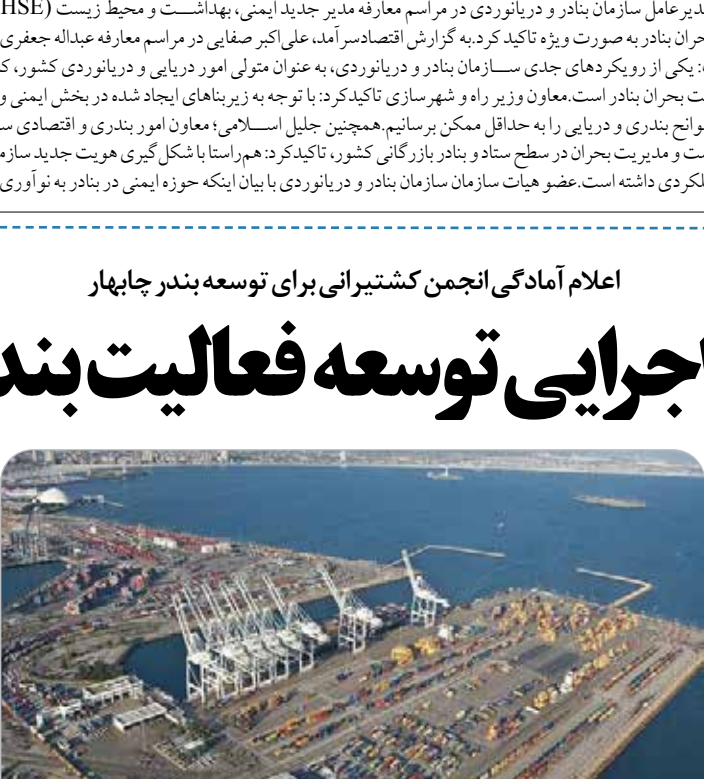 مدیرعامل سازمان بنادر و دریانوردی در مراسم معارفه مدیر جدید ایمنی، بهداشت و محیط زیست (HSE
بحران بنادر به صورت ویژه تاکید کرد.به گزارش اقتصادسرآمد، علی‌اکبر صفایی در مراسم معارفه عبداله جعفری
: یکی از رویکردهای جدی سازمان بنادر و دریانوردی، به عنوان متولی امور دریایی و دریانوردی کشور،
بحران بنادر است.معاون وزیر راه و شهرسازی تاکیدکرد: با توجه به زیربناهای ایجاد شده در بخش ایمنی و
سوانح بندری و دریایی را به حداقل ممکن برسانیم.همچنین جلیل اسلامی؛ معاون امور بندری و اقتصادی
و مدیریت بحران در سطح ستاد و بنادر بازرگانی کشور، تاکیدکرد: هم‌راستا با شکل‌گیری هویت جدید
داشته است.عضو هیات سازمان سازمان بنادر و دریانوردی با بیان اینکه حوزه ایمنی در بنادر به نوآوری
اعلام آمادگی انجمن کشتیرانی برای توسعه بندر چابهار
اجرایی توسعه فعالیت بند